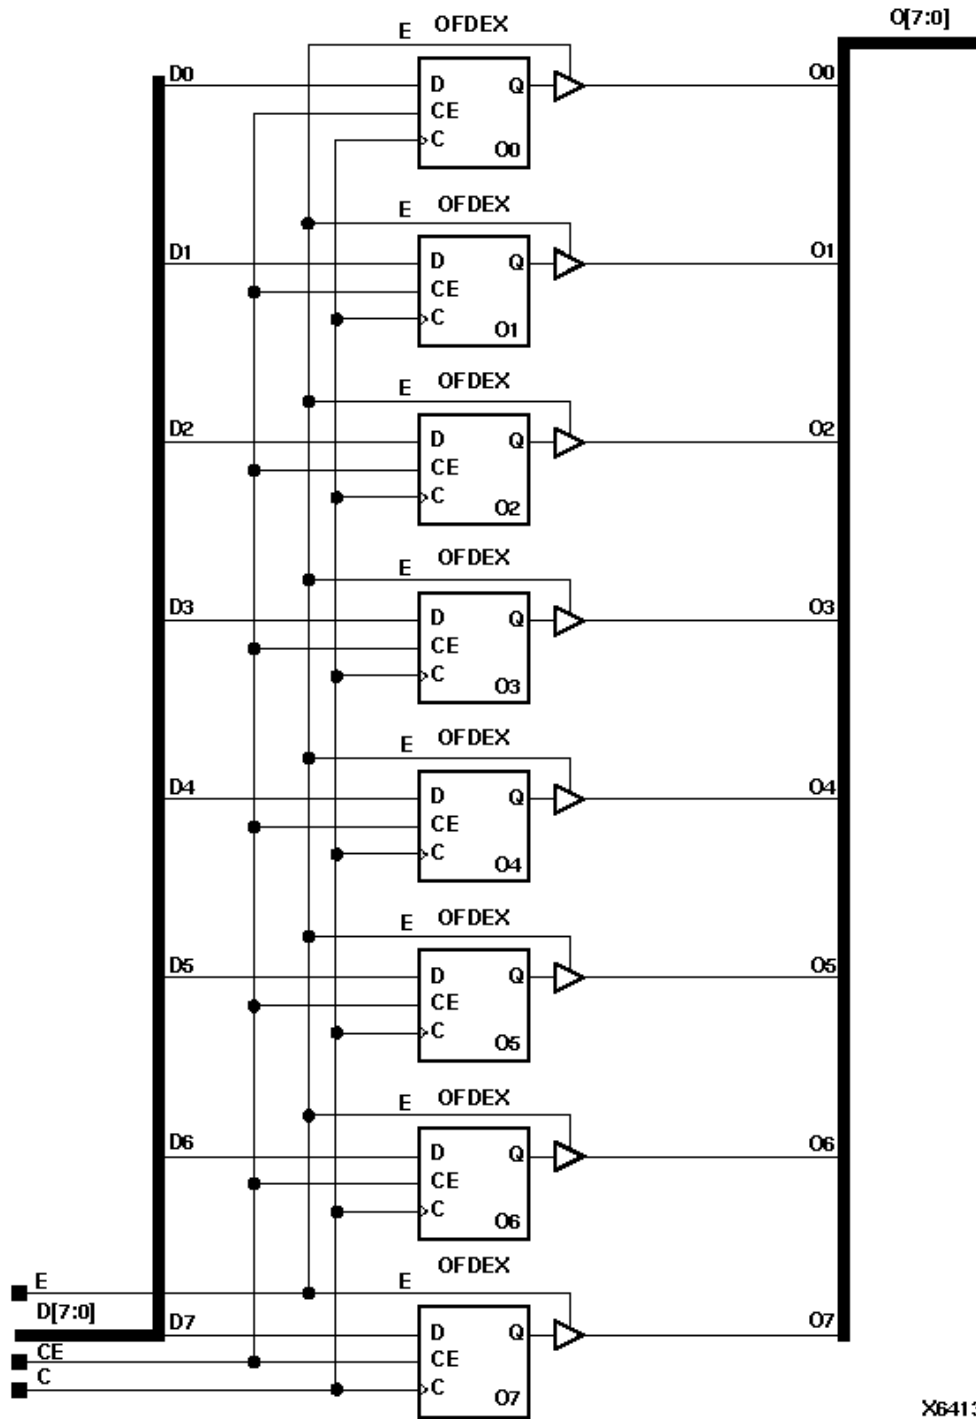 O[7:0]
E OFDEX
D0 D Q O0
CE
C
O0
E OFDEX
D1 D Q O1
CE
C
O1
E OFDEX
D2 D Q O2
CE
C
O2
E OFDEX
D3 D Q O3
CE
C
O3
E OFDEX
D4 D Q O4
CE
C
O4
E OFDEX
D5 D Q O5
CE
C
O5
E OFDEX
D6 D Q O6
CE
C
O6
OFDEX
E E
D[7:0]
D7 D Q O7
CE CE
C C
O7
X6413